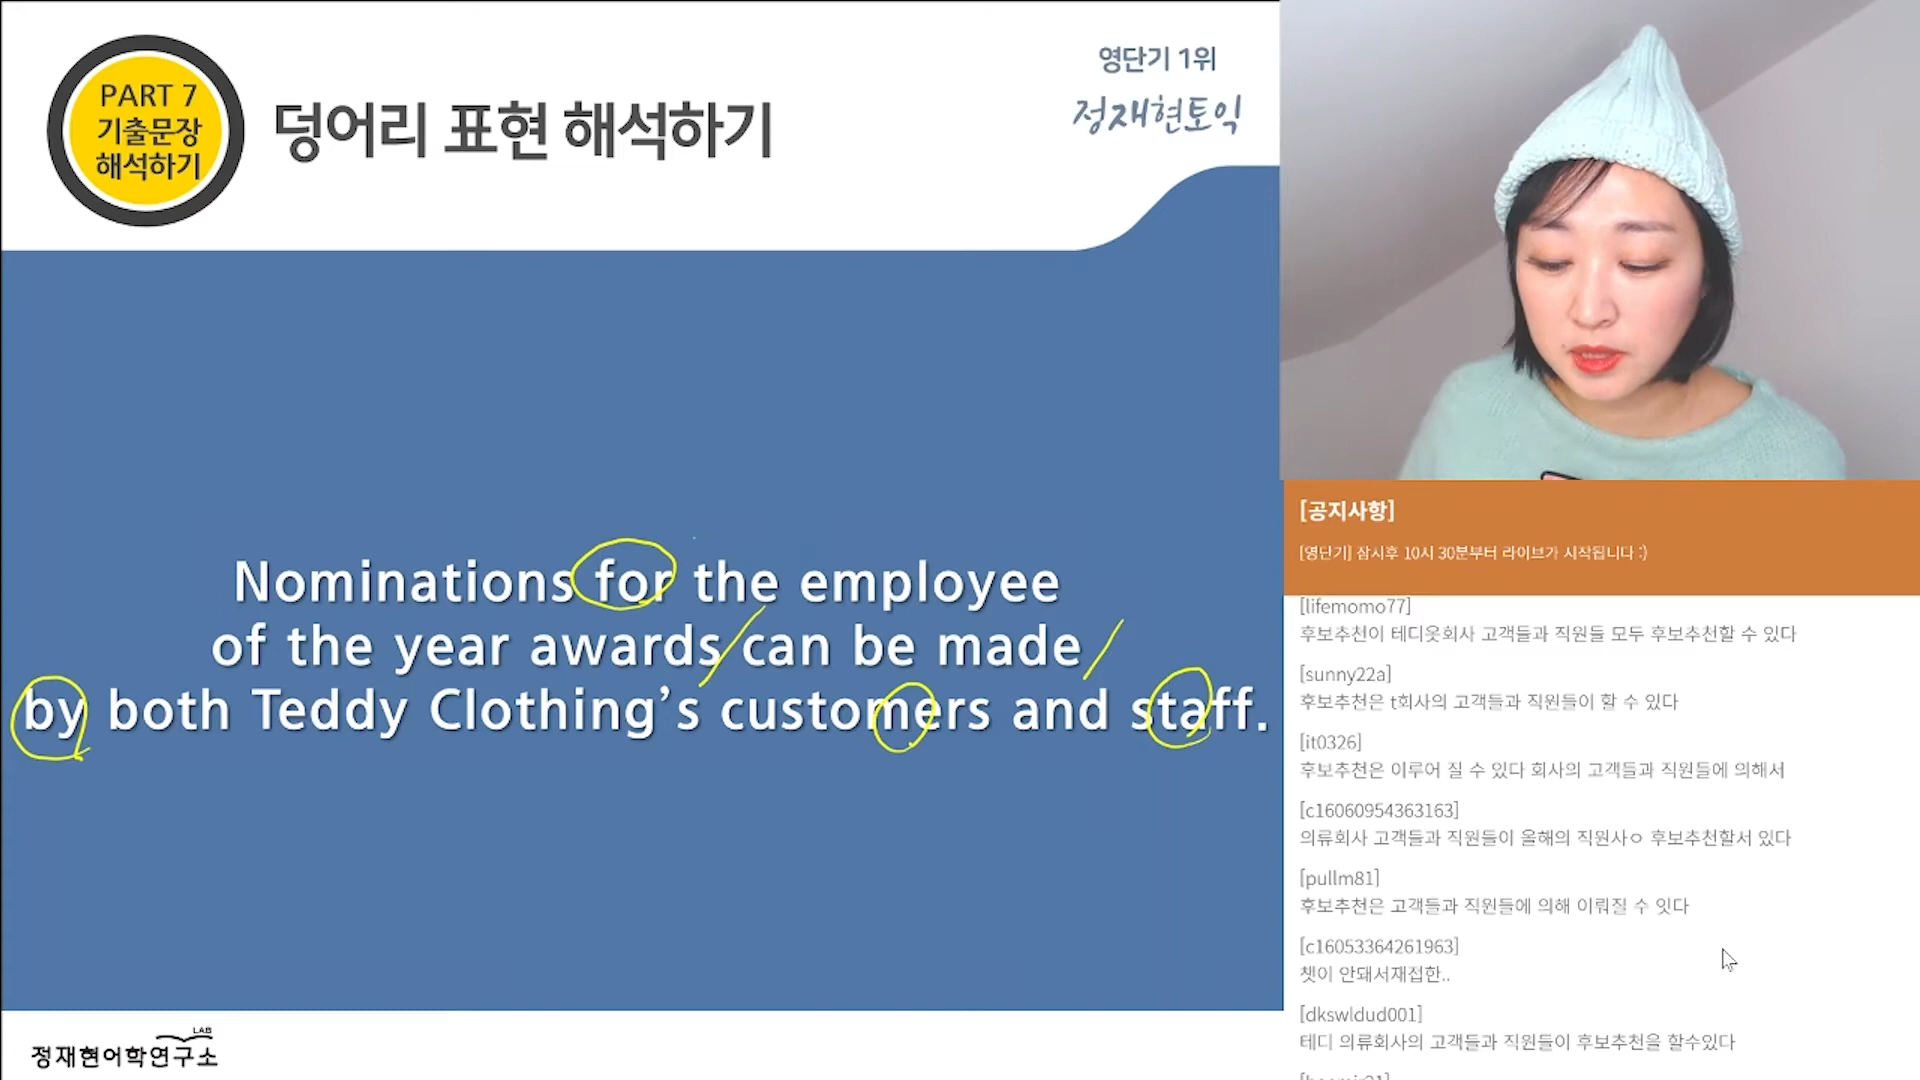 PART 7
기출문장
해석하기
덩어리 표현 해석하기
영단기 1위
정재현토익
Nominations for the employee
of the year awards can be made
by both Teddy Clothing’s customers and staff.
LAB
정재현어학연구소
[공지사항]
[영단기] 잠시후 10시 30분부터 라이브가 시작됩니다 :)
[lifemomo77]
후보추천이 테디옷회사 고객들과 직원들 모두 후보추천할 수 있다
[sunny22a]
후보추천은 t회사의 고객들과 직원들이 할 수 있다
[it0326]
후보추천은 이루어 질 수 있다 회사의 고객들과 직원들에 의해서
[c16060954363163]
의류회사 고객들과 직원들이 올해의 직원사ㅇ 후보추천할서 있다
[pullm81]
후보추천은 고객들과 직원들에 의해 이뤄질 수 잇다
[c16053364261963]
쳇이 안돼서재접한..
[dkswldud001]
테디 의류회사의 고객들과 직원들이 후보추천을 할수있다